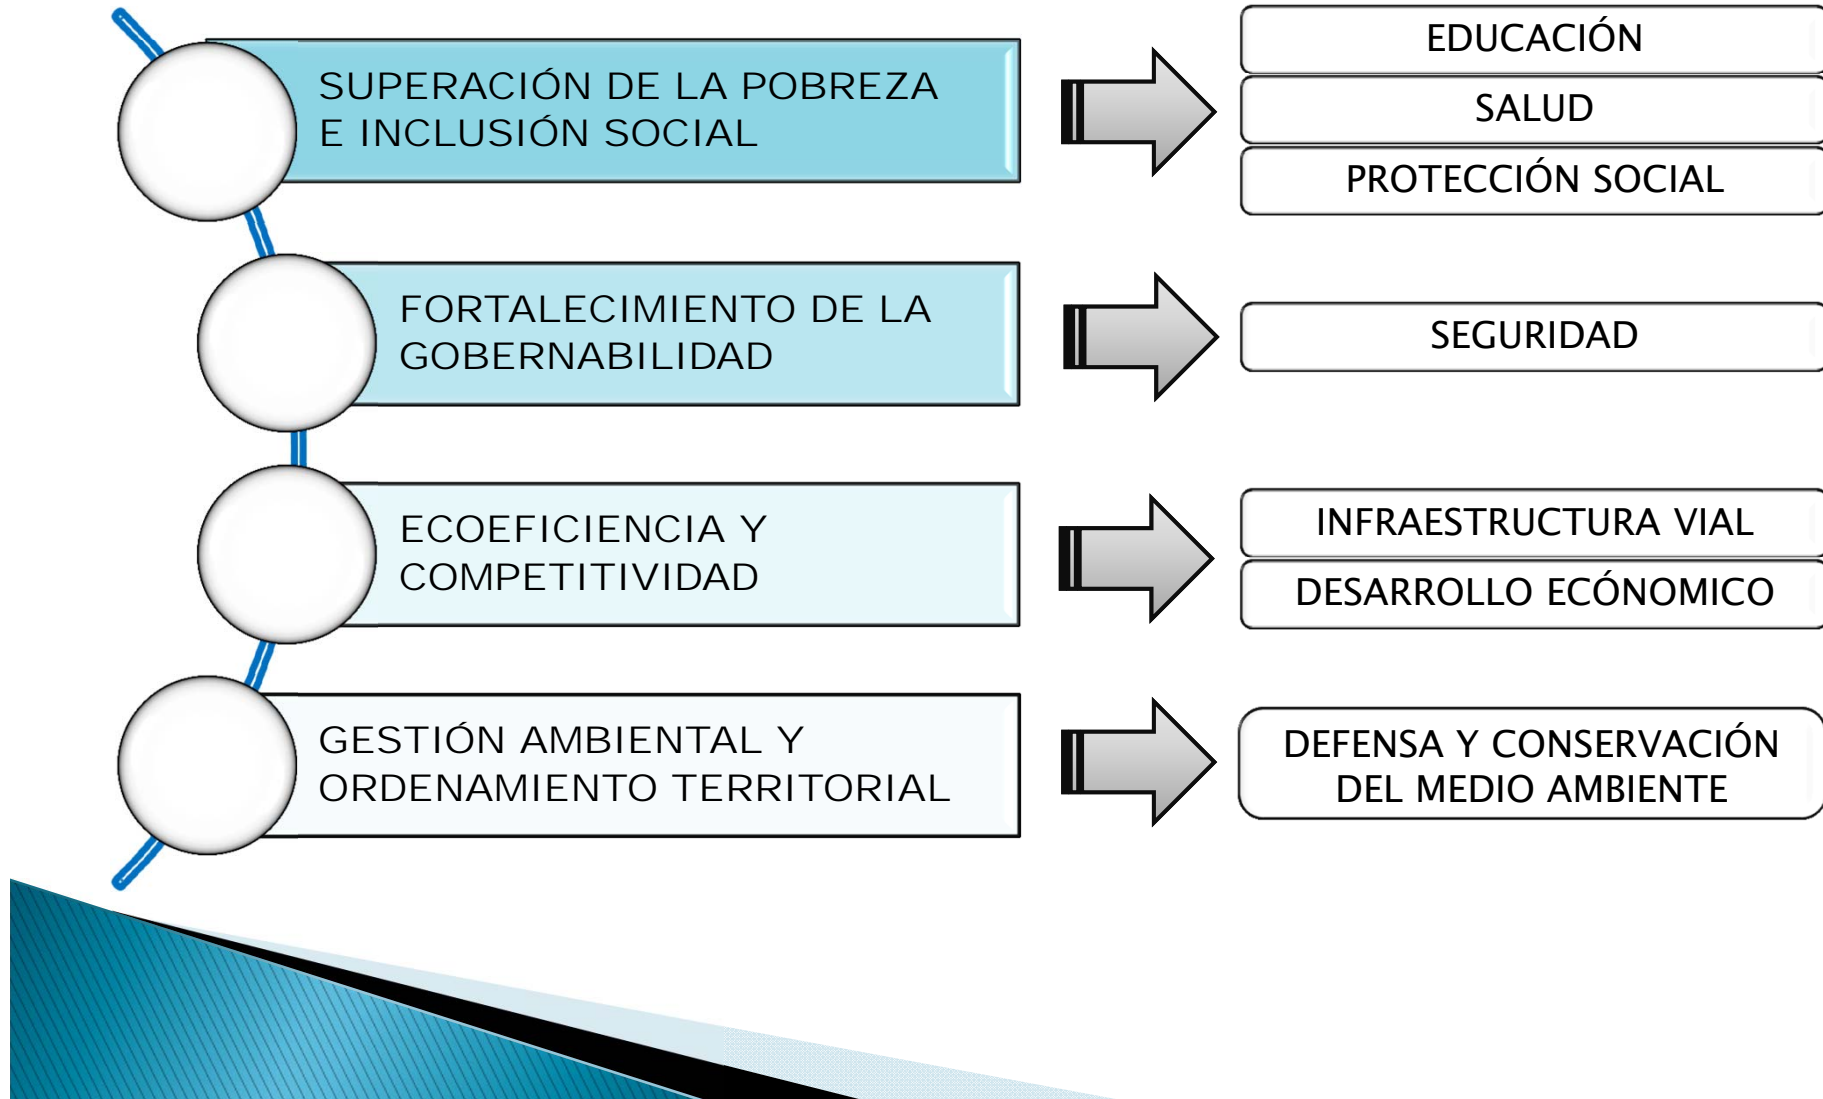 SUPERACIÓN DE LA POBREZA
E INCLUSIÓN SOCIAL
EDUCACIÓN
SALUD
PROTECCIÓN SOCIAL
FORTALECIMIENTO DE LA
GOBERNABILIDAD
SEGURIDAD
ECOEFICIENCIA Y
COMPETITIVIDAD
INFRAESTRUCTURA VIAL
DESARROLLO ECÓNOMICO
GESTIÓN AMBIENTAL Y
ORDENAMIENTO TERRITORIAL
DEFENSA Y CONSERVACIÓN
DEL MEDIO AMBIENTE